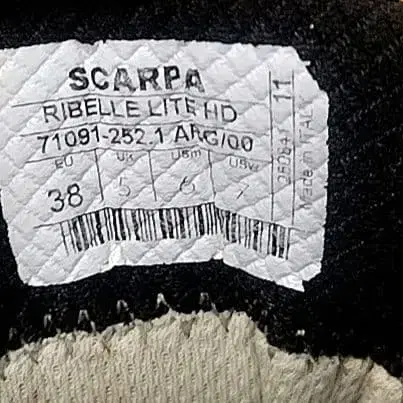 SCARPA
RIBELLE LITE HD
71091-252.1 ARG/00
EU UK USm USw
38 5 6 7
11
Made in ITALY